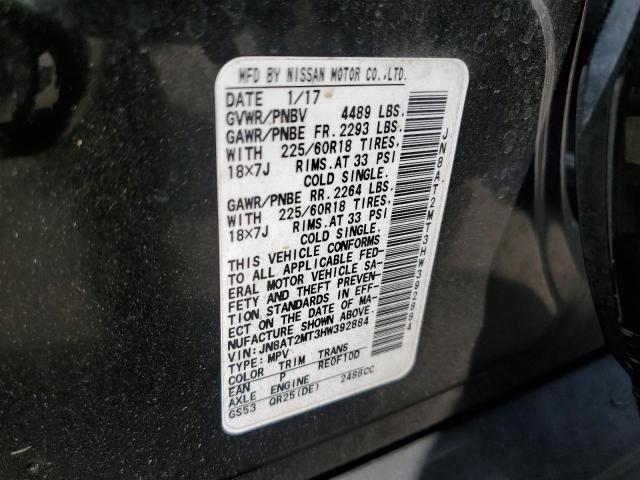 MFD BY NISSAN MOTOR CO.,LTD.
DATE 1/17
GVWR/PNBV 4489 LBS.
GAWR/PNBE FR. 2293 LBS.
WITH 225/60R18 TIRES,
18×7J RIMS.AT 33 PSI
COLD SINGLE.
GAWR/PNBE RR. 2264 LBS.
WITH 225/60R18 TIRES,
18×7J RIMS.AT 33 PSI
COLD SINGLE.
THIS VEHICLE CONFORMS
TO ALL APPLICABLE FED-
ERAL MOTOR VEHICLE SA-
FETY AND THEFT PREVEN-
TION STANDARDS IN EFF-
ECT ON THE DATE OF MA-
NUFACTURE SHOWN ABOVE.
VIN: JN8AT2MT3HW392884
TYPE: MPV
COLOR TRIM TRANS
EAN P RE0F10D
AXLE ENGINE
GS53 QR25(DE) 2488CC
JN8AT2MT3HW392884